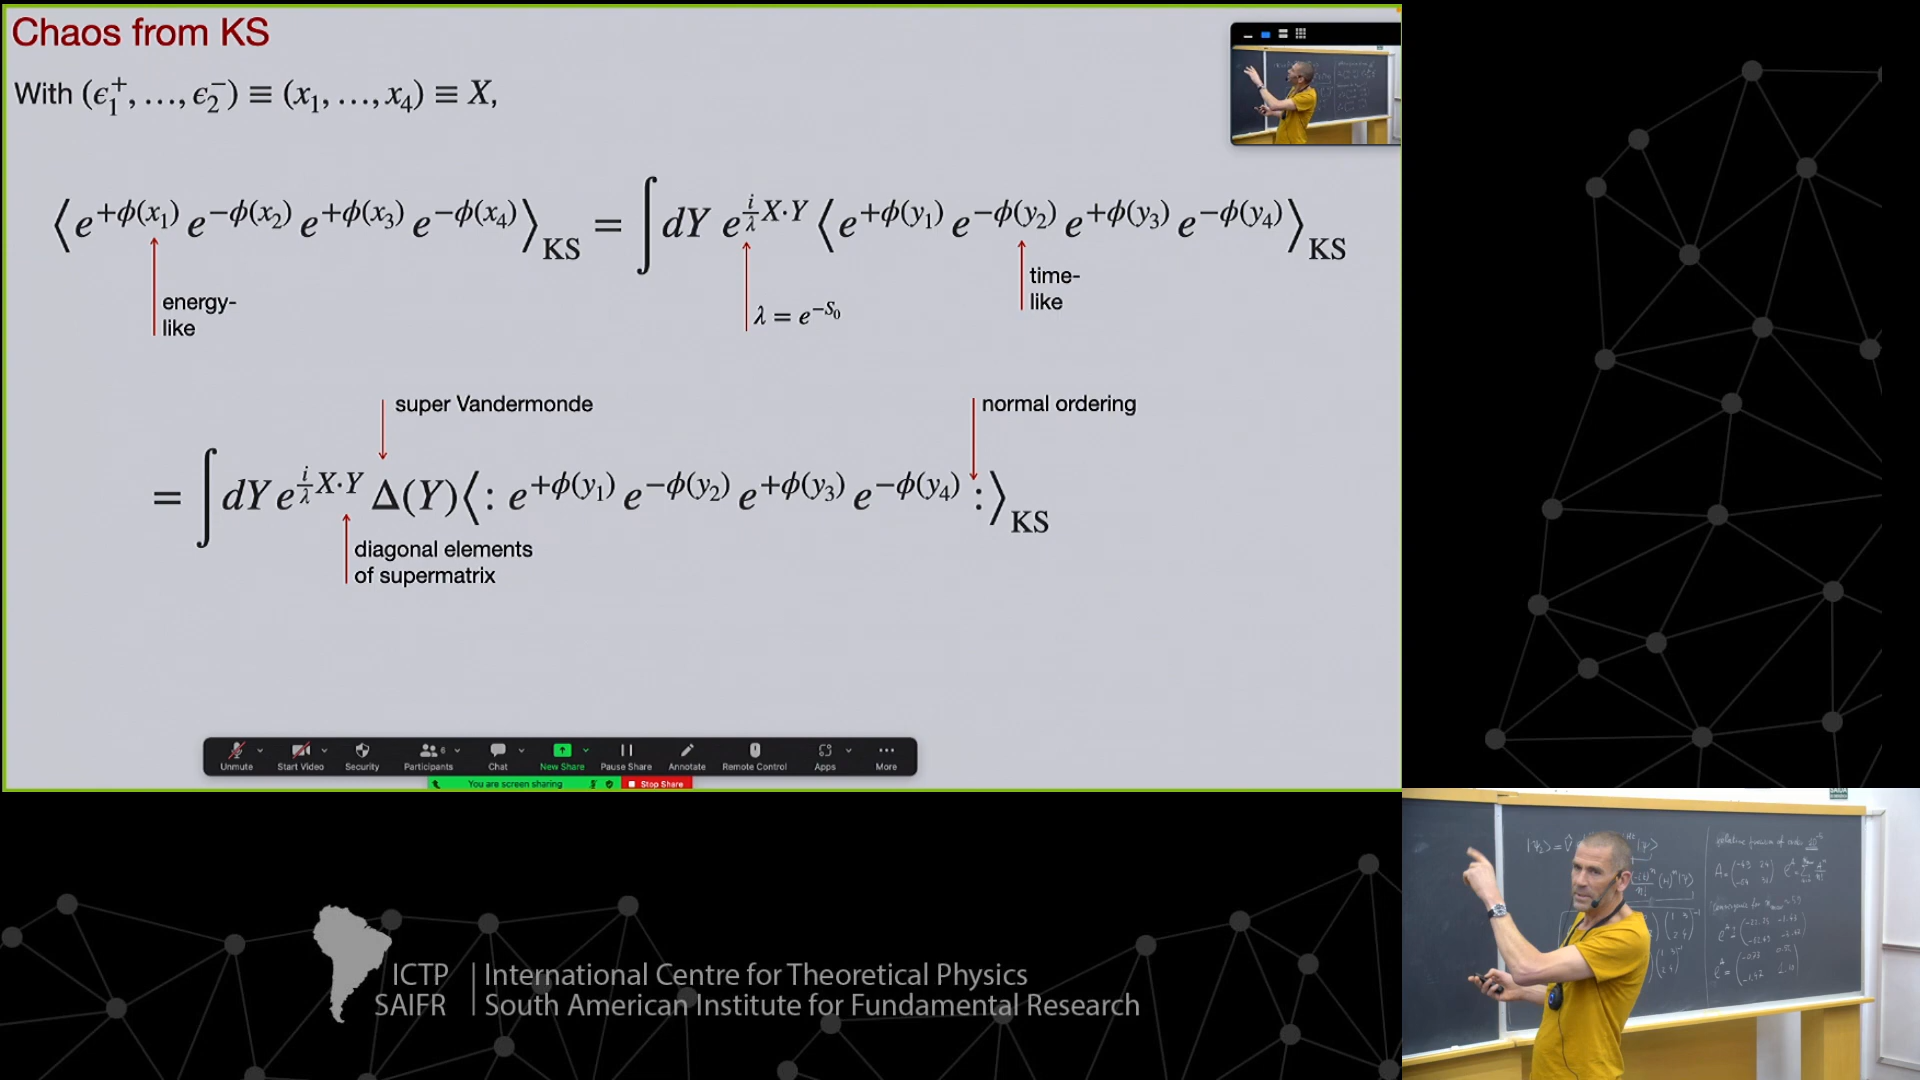 Chaos from KS
With (ϵ₁⁺, …, ϵ₂⁻) ≡ (x₁, …, x₄) ≡ X,
⟨e^{+ϕ(x₁)} e^{−ϕ(x₂)} e^{+ϕ(x₃)} e^{−ϕ(x₄)}⟩_KS = ∫ dY e^{(i/λ) X·Y} ⟨e^{+ϕ(y₁)} e^{−ϕ(y₂)} e^{+ϕ(y₃)} e^{−ϕ(y₄)}⟩_KS
energy-
like
λ = e^{−S₀}
time-
like
super Vandermonde
normal ordering
= ∫ dY e^{(i/λ) X·Y} Δ(Y)⟨: e^{+ϕ(y₁)} e^{−ϕ(y₂)} e^{+ϕ(y₃)} e^{−ϕ(y₄)} :⟩_KS
diagonal elements
of supermatrix
Unmute
Start Video
Security
Participants 6
Chat
New Share
Pause Share
Annotate
Remote Control
Apps
More
You are screen sharing
Stop Share
ICTP | International Centre for Theoretical Physics
SAIFR | South American Institute for Fundamental Research